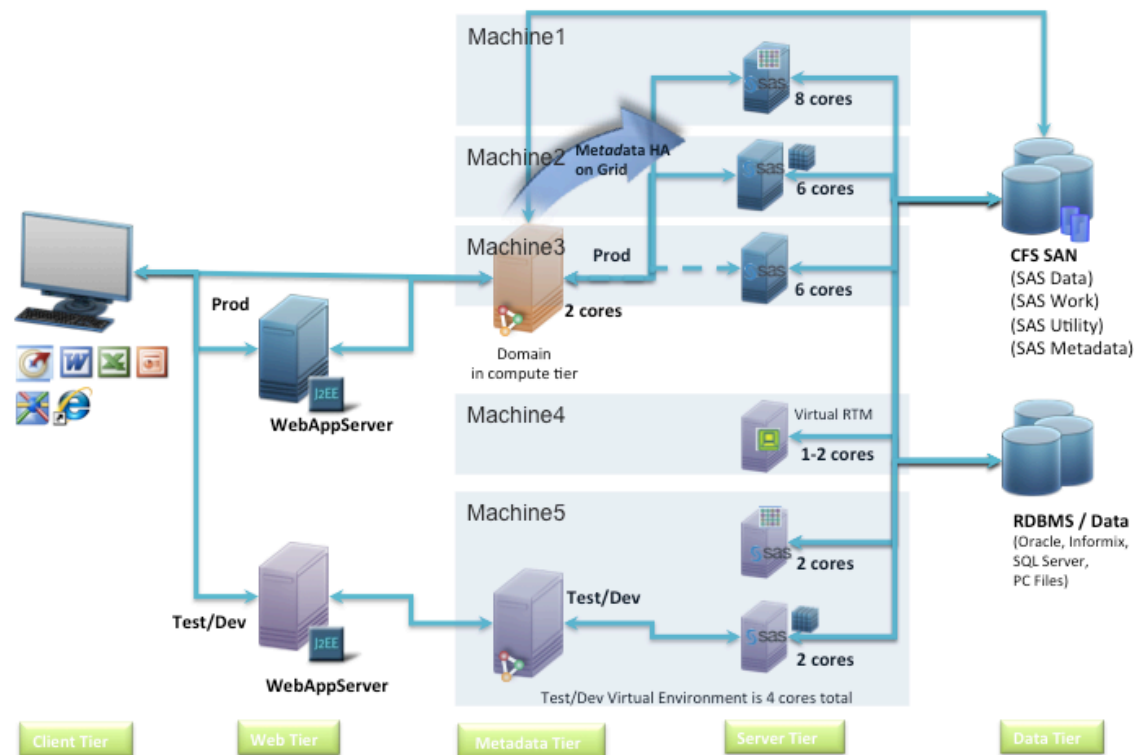 Machine1
sas
8 cores
Machine2
Metadata HA
on Grid
sas
6 cores
Machine3
Prod
sas
2 cores
6 cores
Domain
in compute tier
CFS SAN
(SAS Data)
(SAS Work)
(SAS Utility)
(SAS Metadata)
Prod
J2EE
WebAppServer
Machine4
Virtual RTM
1-2 cores
RDBMS / Data
(Oracle, Informix,
SQL Server,
PC Files)
Machine5
sas
2 cores
Test/Dev
Test/Dev
sas
2 cores
J2EE
WebAppServer
Test/Dev Virtual Environment is 4 cores total
Client Tier
Web Tier
Metadata Tier
Server Tier
Data Tier